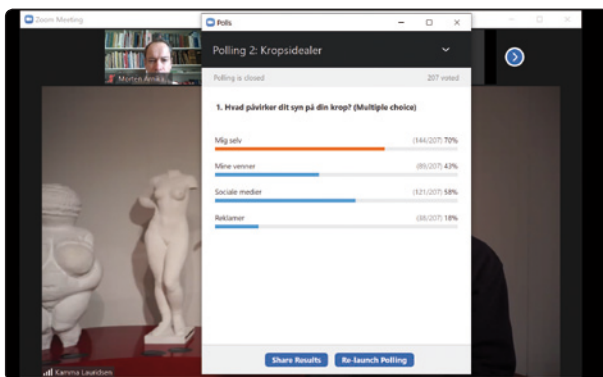 Zoom Meeting
Polls
Polling 2: Kropsidealer
Polling is closed
207 voted
1. Hvad påvirker dit syn på din krop? (Multiple choice)
Mig selv
(144/207) 70%
Mine venner
(89/207) 43%
Sociale medier
(121/207) 58%
Reklamer
(38/207) 18%
Share Results
Re-launch Polling
Morten
Kamma Lauridsen